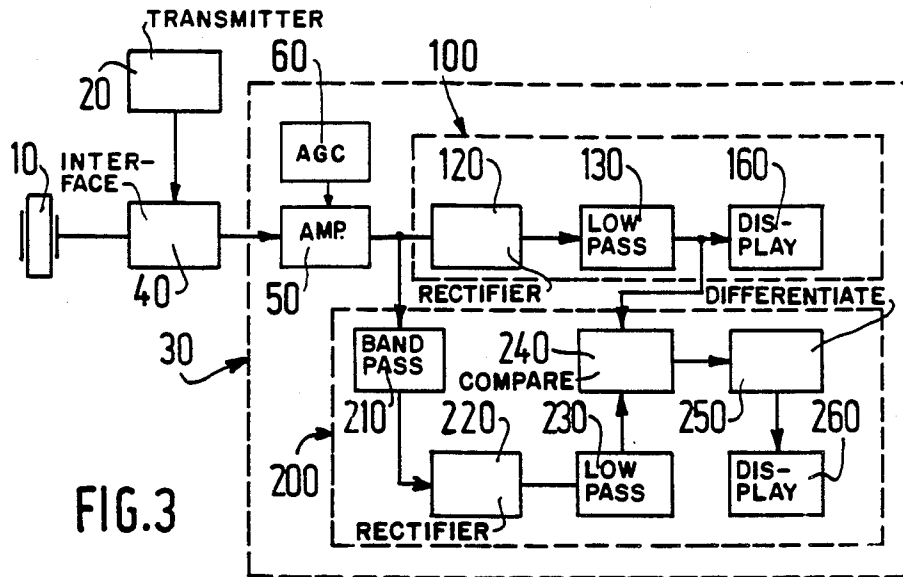 TRANSMITTER
20
60
100
AGC
10
INTER-
FACE
120
130
160
AMP.
LOW
PASS
DIS-
PLAY
40
50
RECTIFIER
DIFFERENTIATE
30
BAND
PASS
240
COMPARE
210
220
230
250
260
200
LOW
PASS
DIS-
PLAY
RECTIFIER
FIG.3